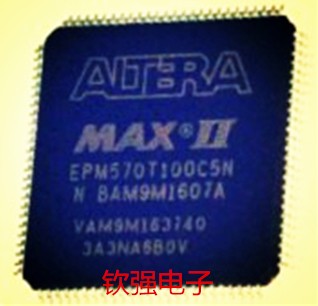 ALTERA
MAX® II
EPM570T100C5N
N BAM9M1607A
VAM9M163740
3A3NA6B0V
钦强电子